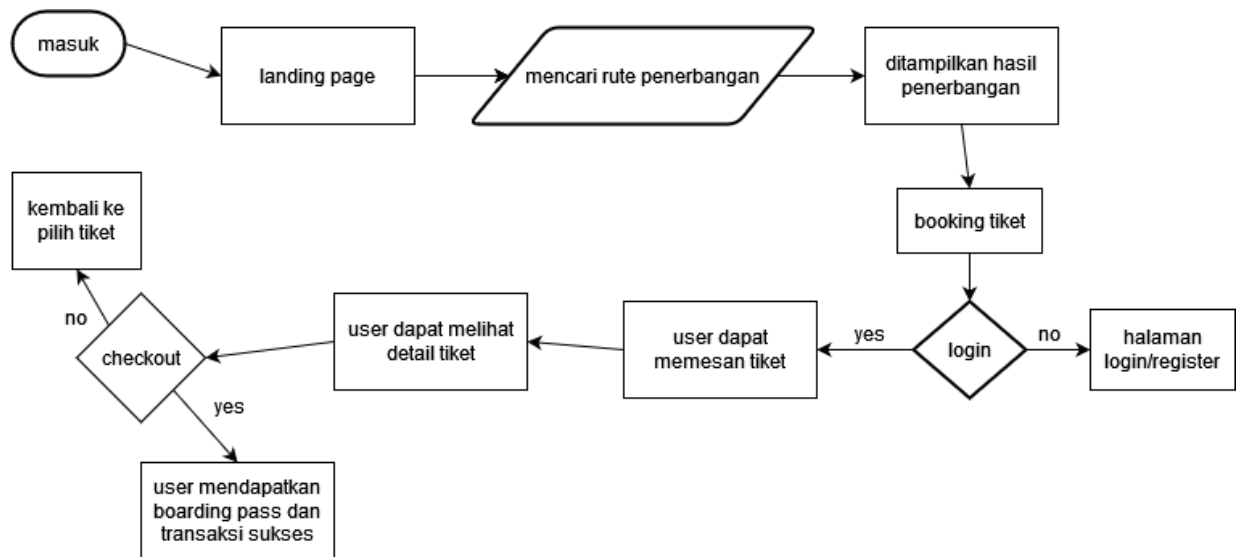 masuk
landing page
mencari rute penerbangan
ditampilkan hasil
penerbangan
booking tiket
login
no
halaman
login/register
yes
user dapat
memesan tiket
user dapat melihat
detail tiket
checkout
no
kembali ke
pilih tiket
yes
user mendapatkan
boarding pass dan
transaksi sukses